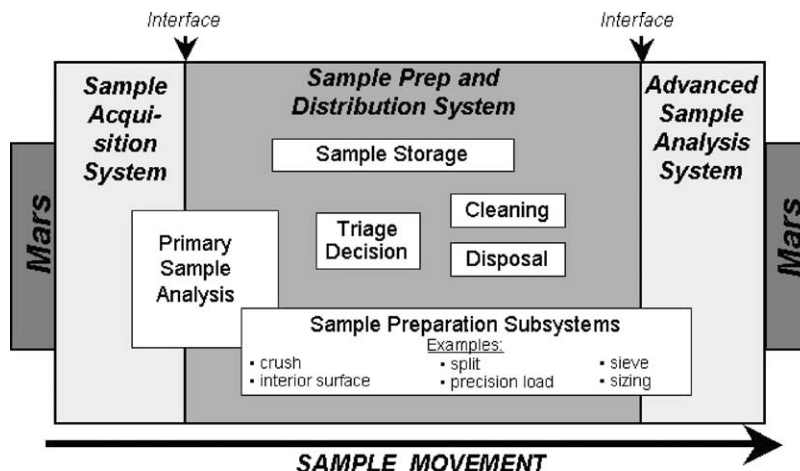 Interface
Interface
Sample
Acqui-
sition
System
Sample Prep and
Distribution System
Advanced
Sample
Analysis
System
Sample Storage
Mars
Primary
Sample
Analysis
Triage
Decision
Cleaning
Disposal
Mars
Sample Preparation Subsystems
Examples:
▪ crush
▪ split
▪ sieve
▪ interior surface
▪ precision load
▪ sizing
SAMPLE MOVEMENT